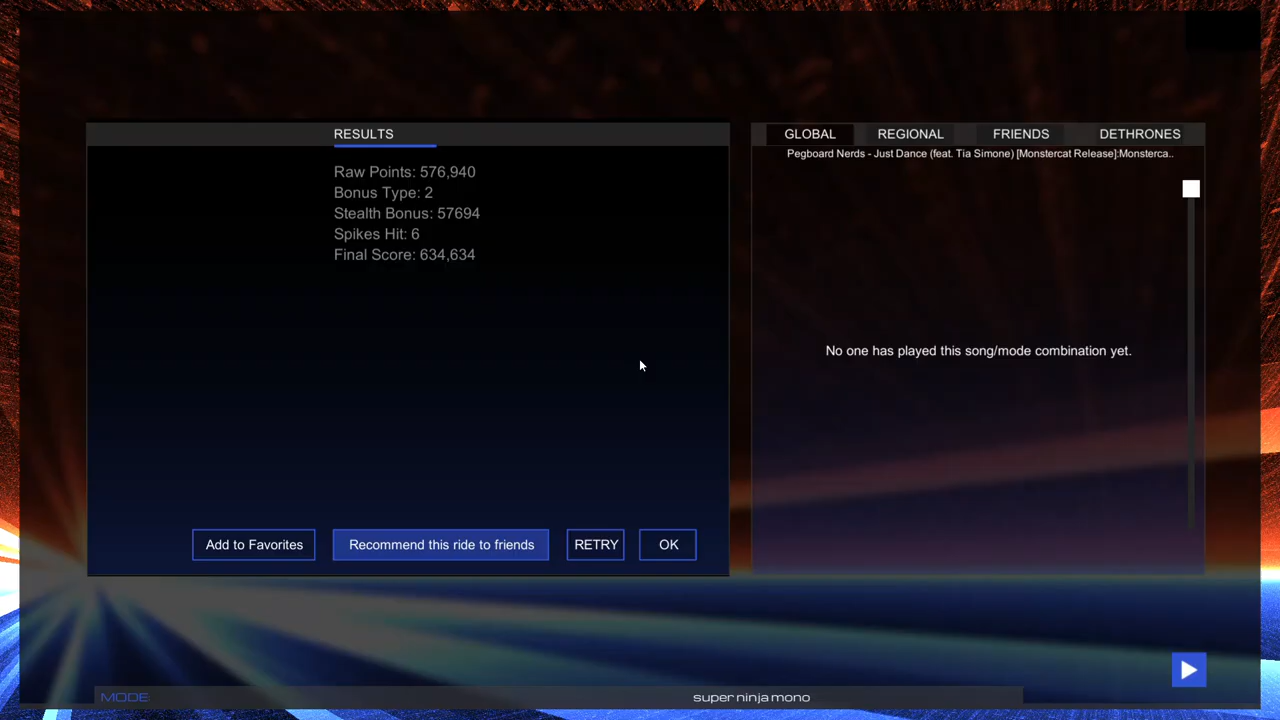 RESULTS
Raw Points: 576,940
Bonus Type: 2
Stealth Bonus: 57694
Spikes Hit: 6
Final Score: 634,634
Add to Favorites
Recommend this ride to friends
RETRY
OK
GLOBAL REGIONAL FRIENDS DETHRONES
Pegboard Nerds - Just Dance (feat. Tia Simone) [Monstercat Release]:Monsterca..
No one has played this song/mode combination yet.
MODE super ninja mono